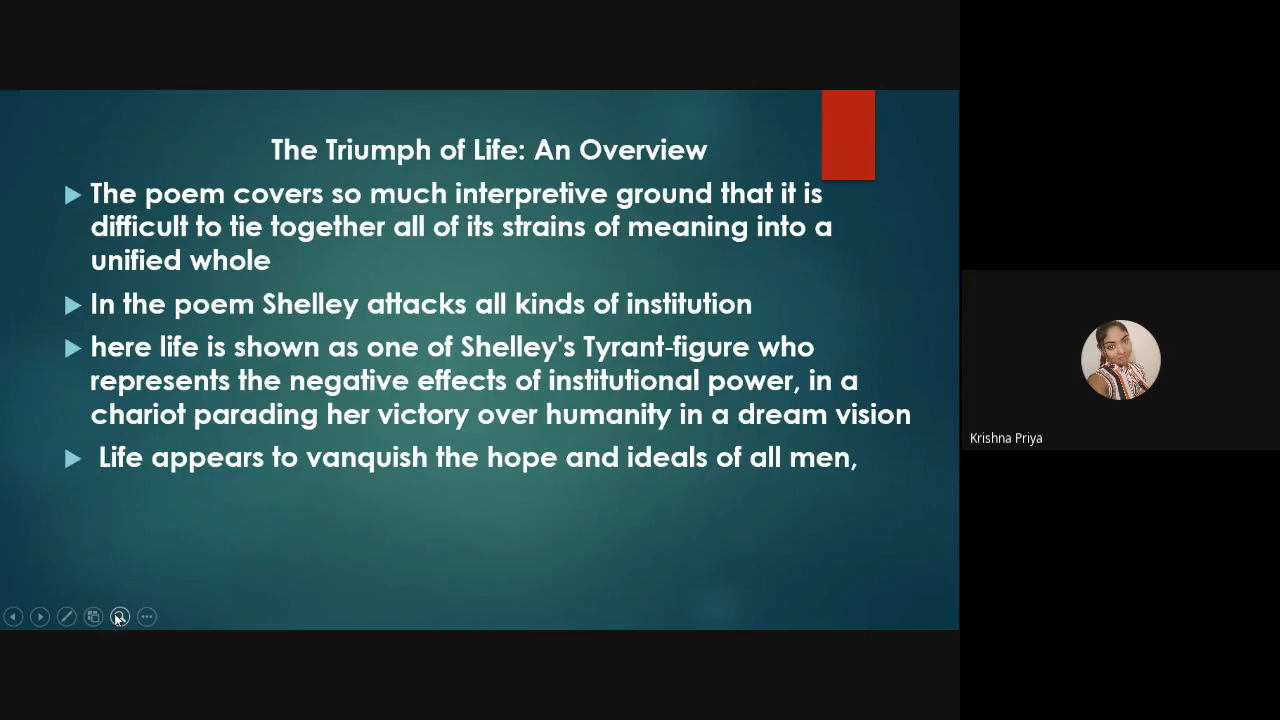 The Triumph of Life: An Overview
The poem covers so much interpretive ground that it is
difficult to tie together all of its strains of meaning into a
unified whole
In the poem Shelley attacks all kinds of institution
here life is shown as one of Shelley's Tyrant-figure who
represents the negative effects of institutional power, in a
chariot parading her victory over humanity in a dream vision
Life appears to vanquish the hope and ideals of all men,
Krishna Priya